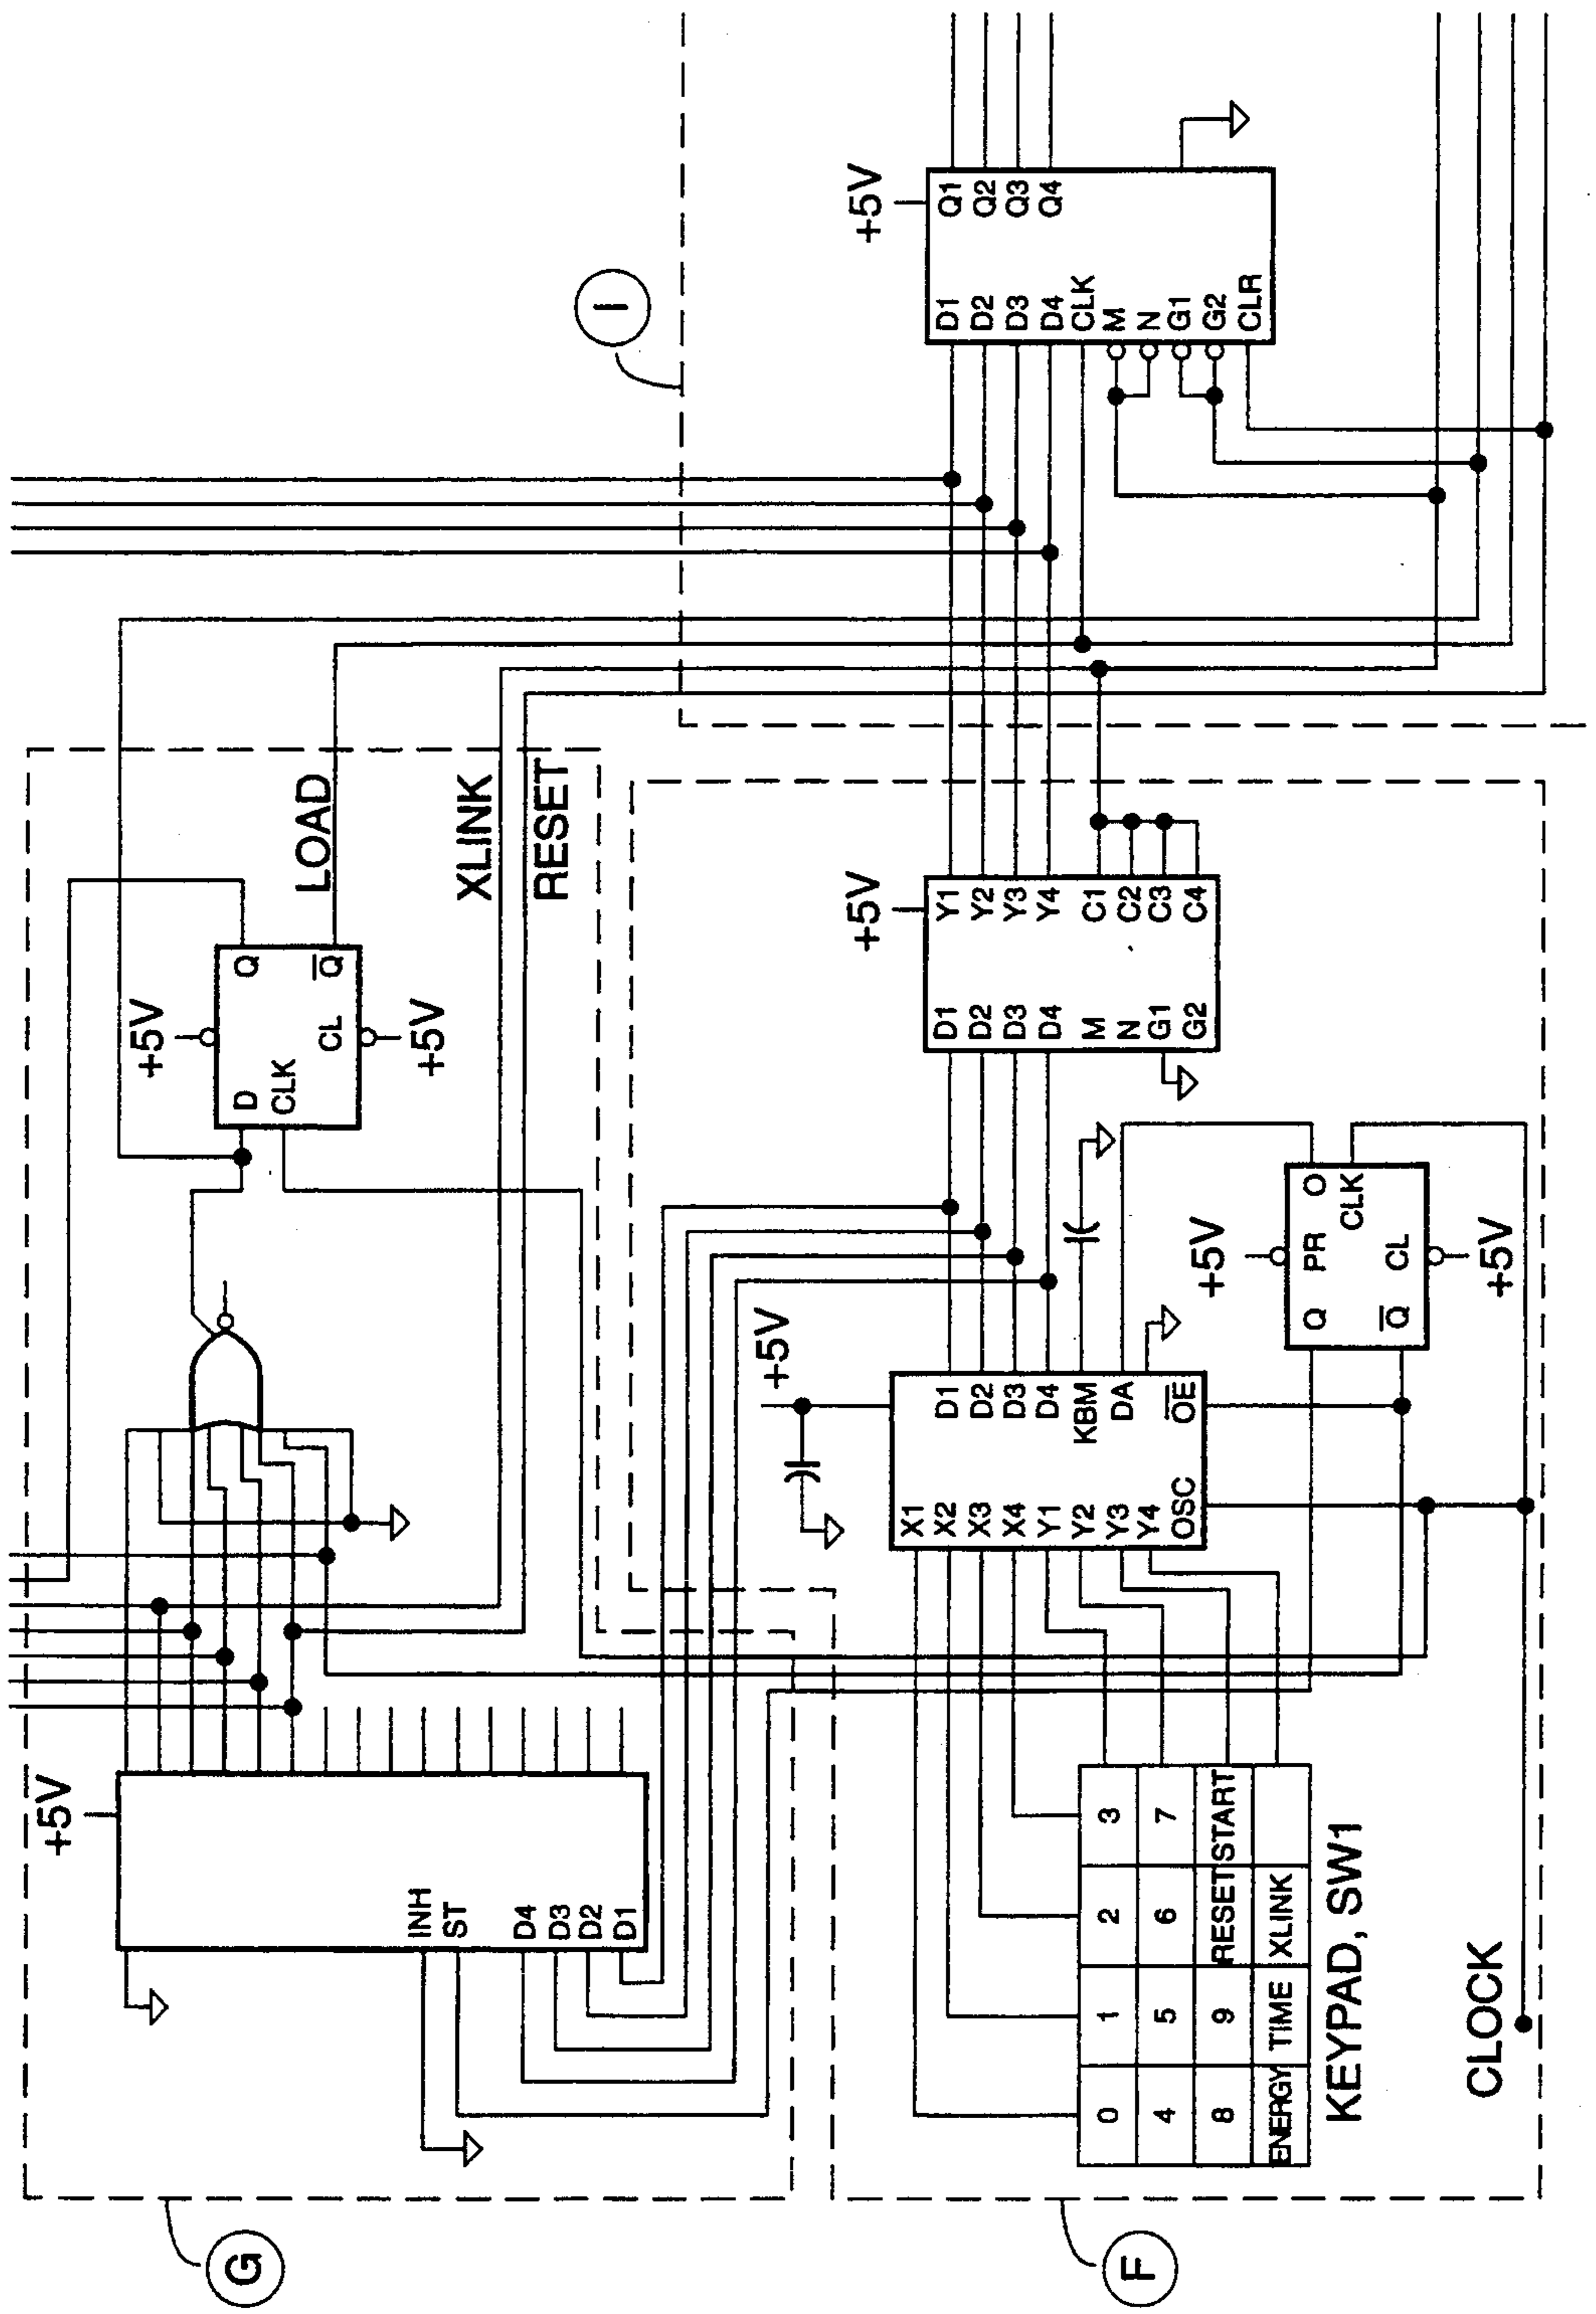 G
+5V
INH
ST
D4
D3
D2
D1
+5V
D
CLK
Q
Q
CL
+5V
LOAD
XLINK
RESET
F
KEYPAD, SW1
0 1 2 3
4 5 6 7
8 9 RESET START
ENERGY TIME XLINK
CLOCK
+5V
X1
X2
X3
X4
Y1
Y2
Y3
Y4
OSC
D1
D2
D3
D4
KBM
DA
OE
+5V
Q
PR
O
CLK
Q
CL
+5V
+5V
D1
D2
D3
D4
M
N
G1
G2
Y1
Y2
Y3
Y4
C1
C2
C3
C4
I
+5V
D1
D2
D3
D4
CLK
M
N
G1
G2
CLR
Q1
Q2
Q3
Q4